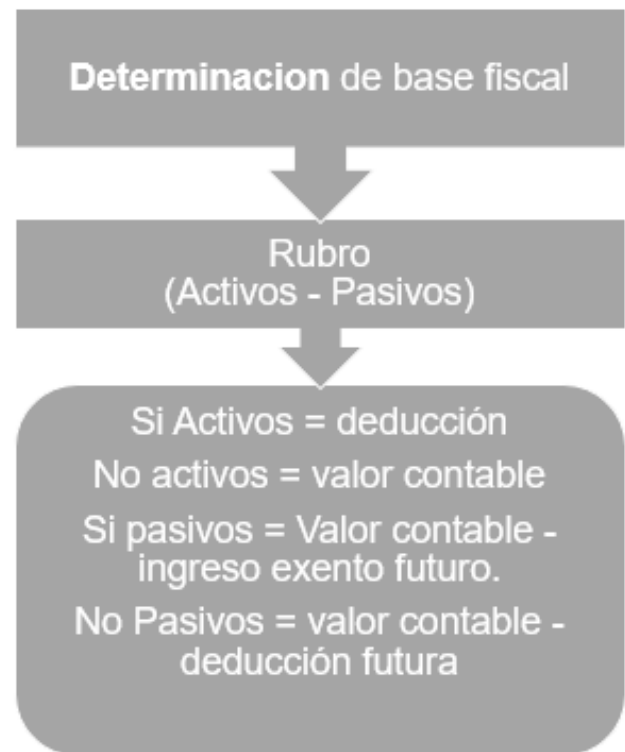 Determinacion de base fiscal
Rubro
(Activos - Pasivos)
Si Activos = deducción
No activos = valor contable
Si pasivos = Valor contable -
ingreso exento futuro.
No Pasivos = valor contable -
deducción futura